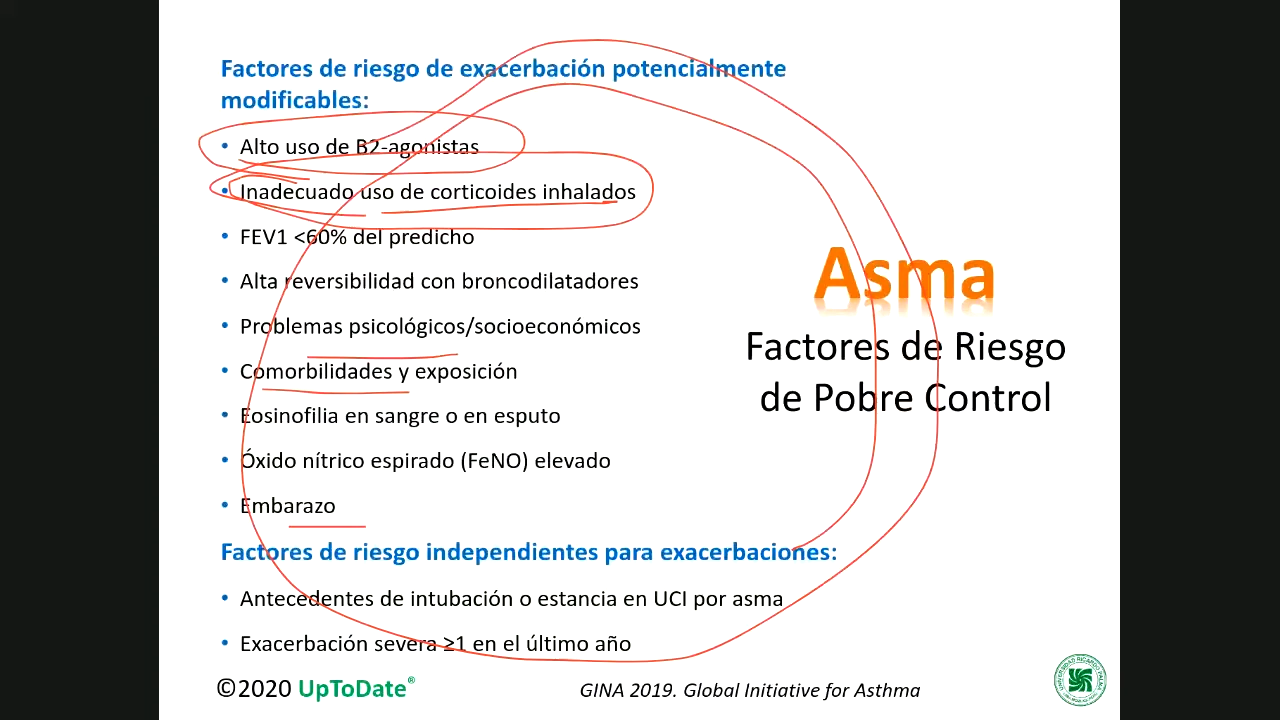 Factores de riesgo de exacerbación potencialmente
modificables:
• Alto uso de B2-agonistas
• Inadecuado uso de corticoides inhalados
• FEV1 <60% del predicho
• Alta reversibilidad con broncodilatadores
• Problemas psicológicos/socioeconómicos
• Comorbilidades y exposición
• Eosinofilia en sangre o en esputo
• Óxido nítrico espirado (FeNO) elevado
• Embarazo
Factores de riesgo independientes para exacerbaciones:
• Antecedentes de intubación o estancia en UCI por asma
• Exacerbación severa ≥1 en el último año
Asma
Factores de Riesgo
de Pobre Control
©2020 UpToDate®
GINA 2019. Global Initiative for Asthma
UNIVERSIDAD RICARDO PALMA